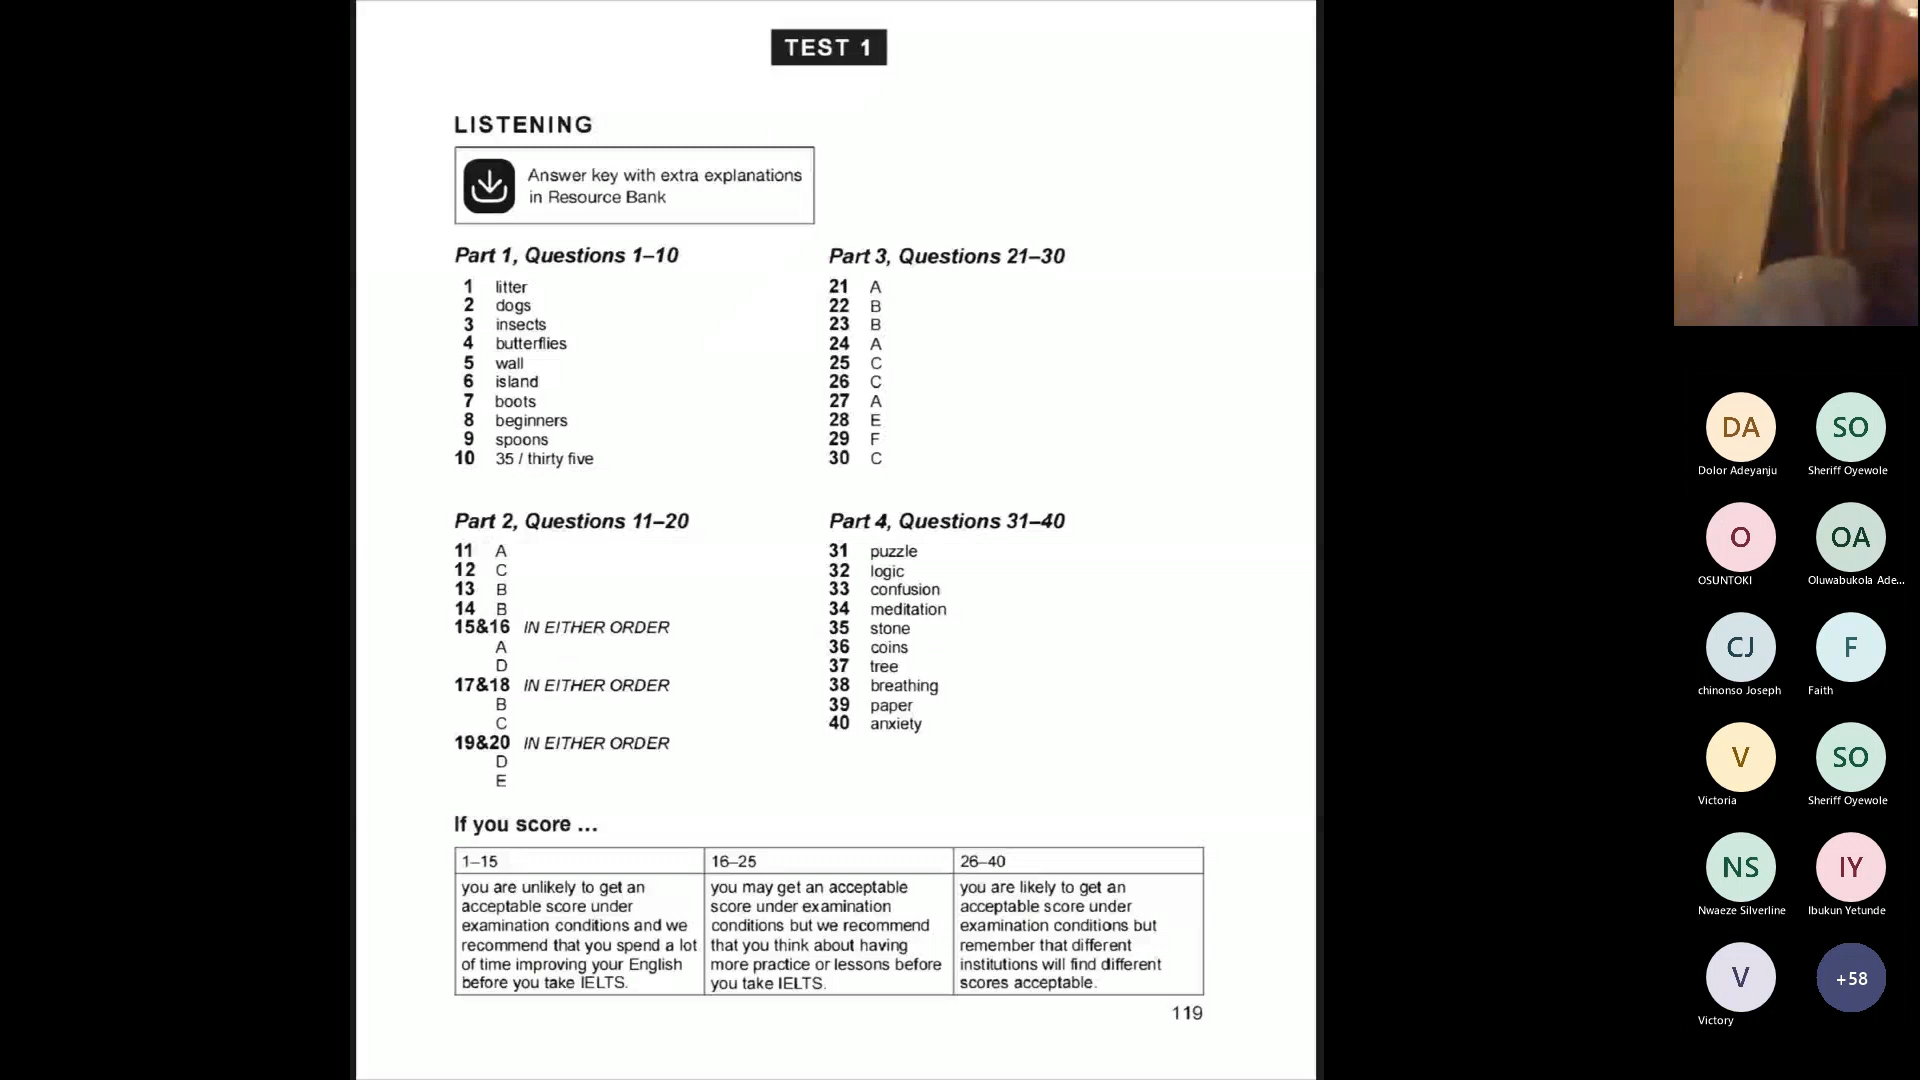 TEST 1
LISTENING
Answer key with extra explanations
in Resource Bank
Part 1, Questions 1–10
1 litter
2 dogs
3 insects
4 butterflies
5 wall
6 island
7 boots
8 beginners
9 spoons
10 35 / thirty five
Part 2, Questions 11–20
11 A
12 C
13 B
14 B
15&16 IN EITHER ORDER
A
D
17&18 IN EITHER ORDER
B
C
19&20 IN EITHER ORDER
D
E
Part 3, Questions 21–30
21 A
22 B
23 B
24 A
25 C
26 C
27 A
28 E
29 F
30 C
Part 4, Questions 31–40
31 puzzle
32 logic
33 confusion
34 meditation
35 stone
36 coins
37 tree
38 breathing
39 paper
40 anxiety
If you score ...
1–15
you are unlikely to get an
acceptable score under
examination conditions and we
recommend that you spend a lot
of time improving your English
before you take IELTS.
16–25
you may get an acceptable
score under examination
conditions but we recommend
that you think about having
more practice or lessons before
you take IELTS.
26–40
you are likely to get an
acceptable score under
examination conditions but
remember that different
institutions will find different
scores acceptable.
119
DA
Dolor Adeyanju
SO
Sheriff Oyewole
O
OSUNTOKI
OA
Oluwabukola Ade...
CJ
chinonso Joseph
F
Faith
V
Victoria
SO
Sheriff Oyewole
NS
Nwaeze Silverline
IY
Ibukun Yetunde
V
Victory
+58